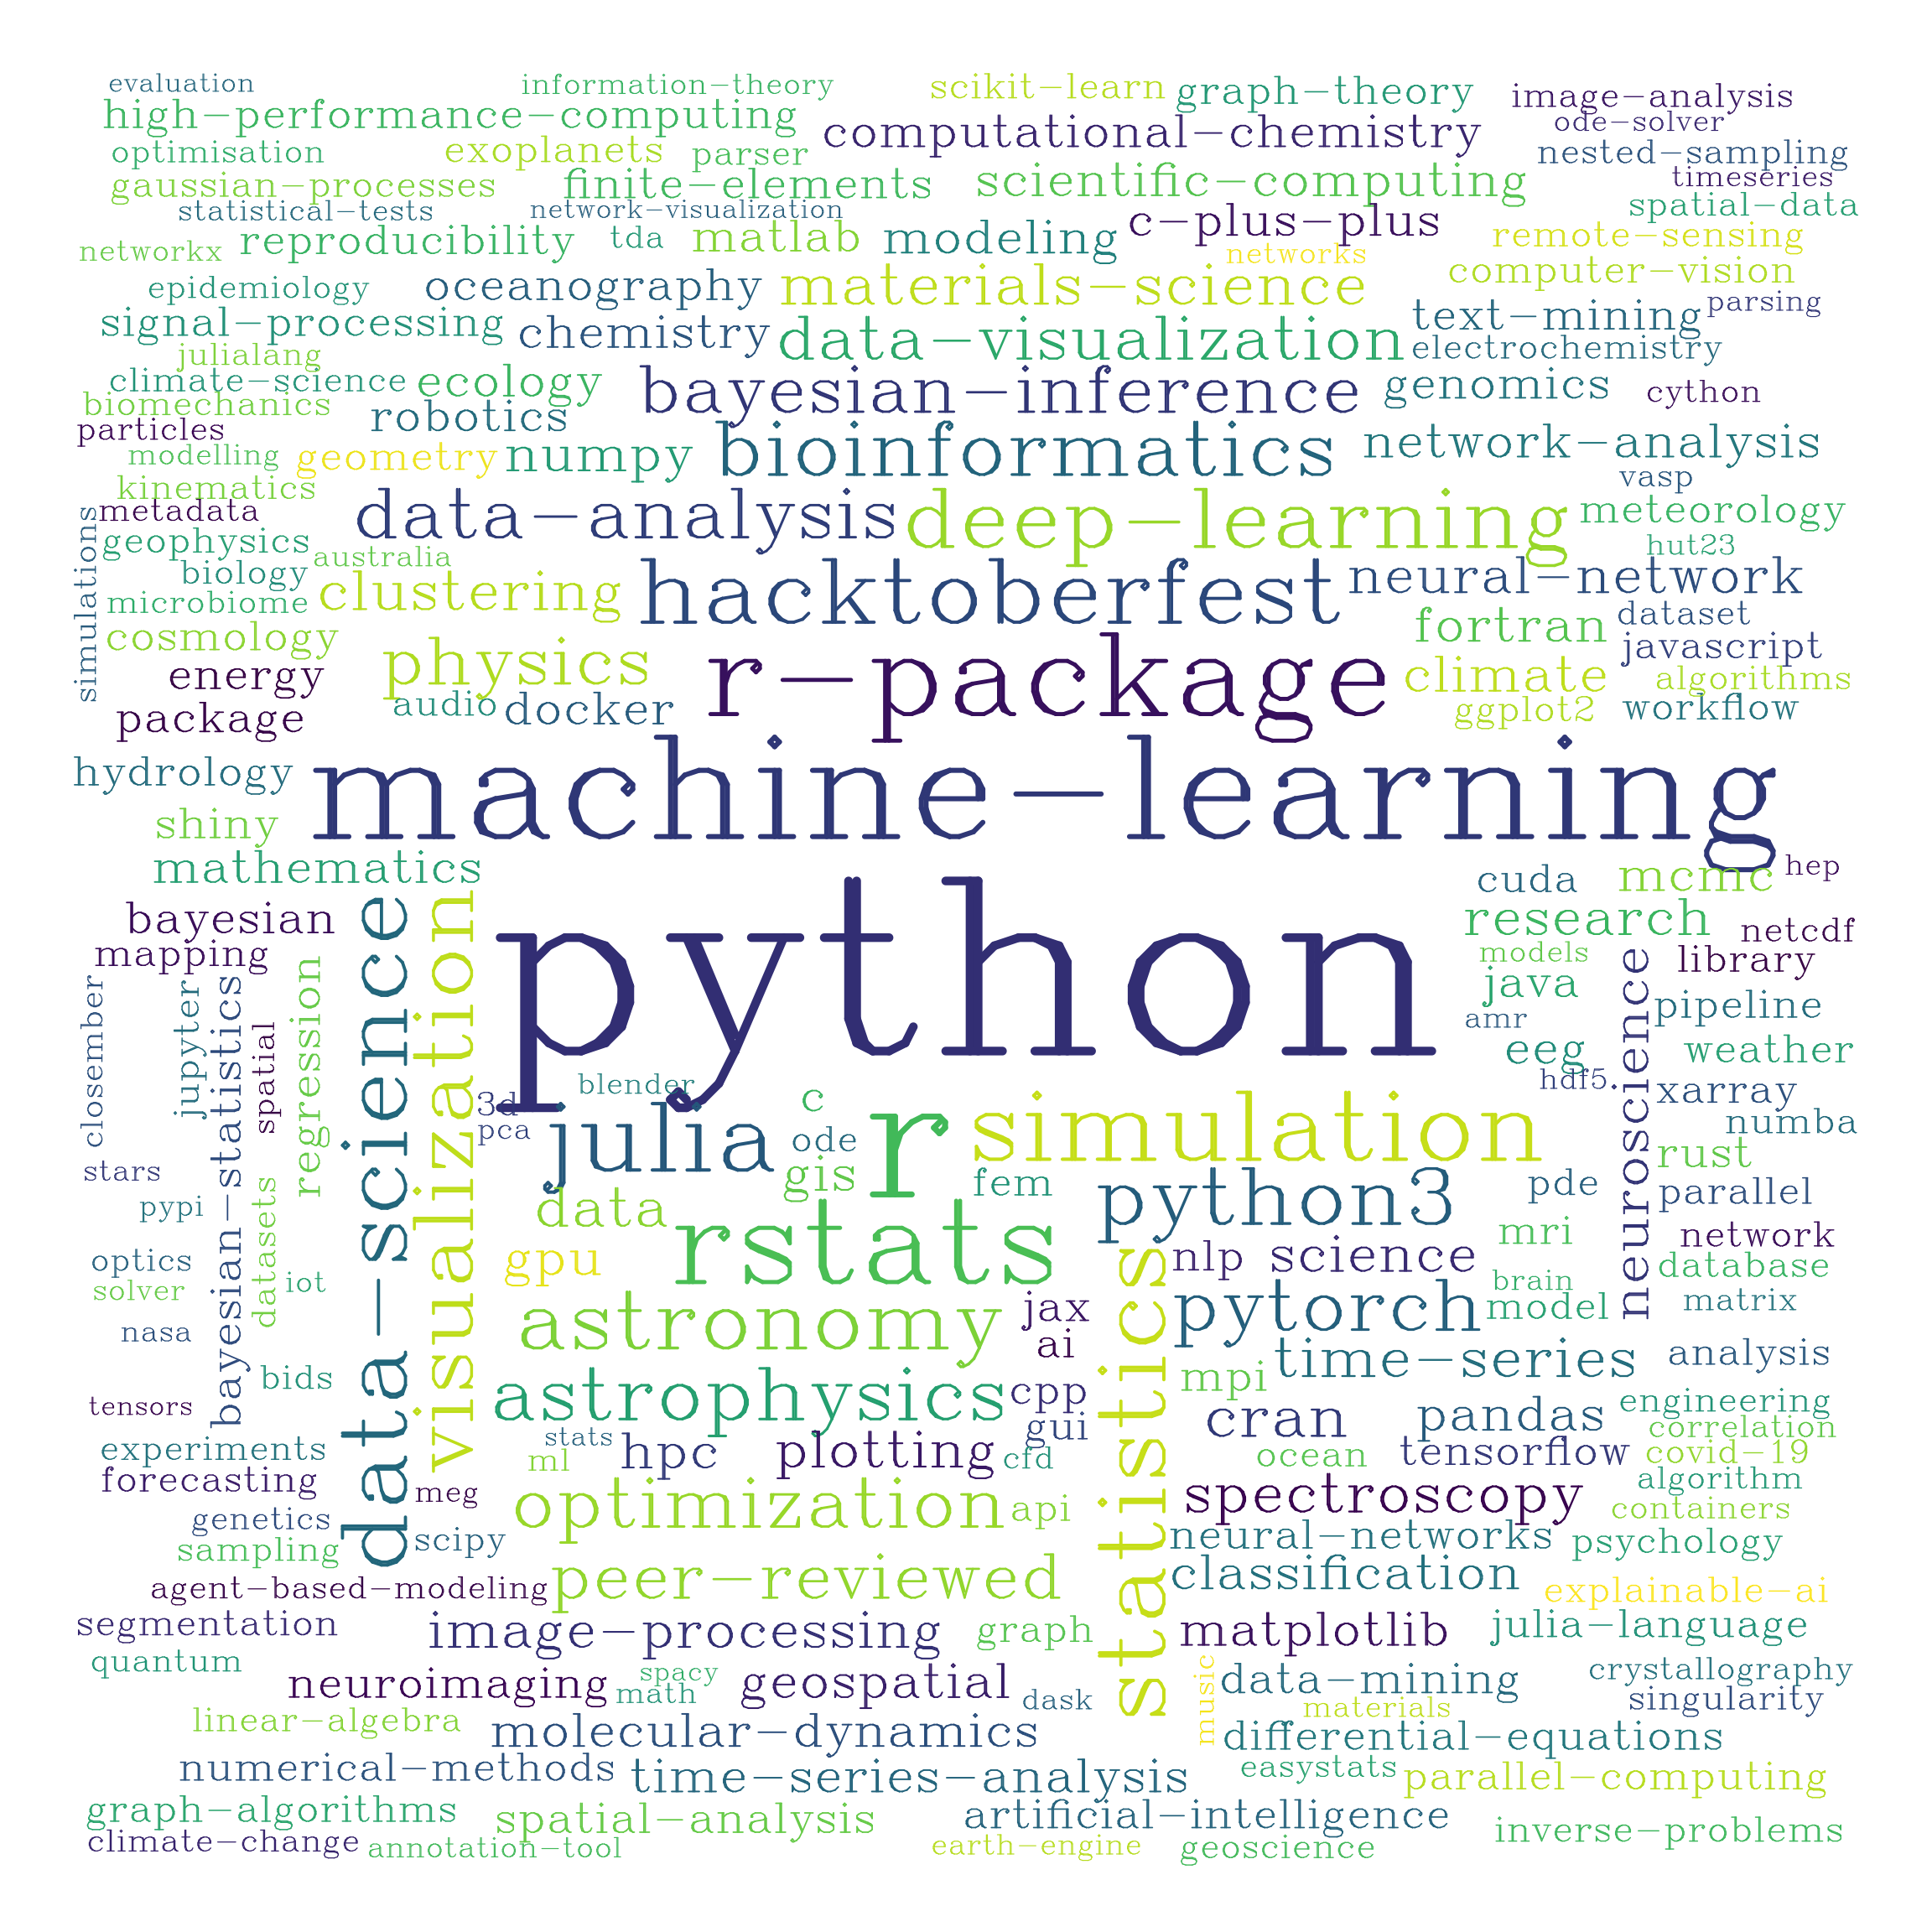 evaluation
information-theory
scikit-learn
graph-theory
image-analysis
high-performance-computing
computational-chemistry
ode-solver
optimisation
exoplanets
parser
nested-sampling
gaussian-processes
finite-elements
scientific-computing
timeseries
statistical-tests
network-visualization
c-plus-plus
spatial-data
networkx
reproducibility
tda
matlab
modeling
networks
remote-sensing
epidemiology
oceanography
materials-science
computer-vision
signal-processing
chemistry
data-visualization
text-mining
parsing
julialang
electrochemistry
climate-science
ecology
bayesian-inference
genomics
cython
biomechanics
robotics
particles
bioinformatics
network-analysis
modelling
geometry
numpy
vasp
kinematics
metadata
data-analysis
deep-learning
meteorology
simulations
geophysics
australia
hut23
biology
microbiome
clustering
hacktoberfest
neural-network
dataset
cosmology
physics
fortran
javascript
energy
r-package
climate
algorithms
package
audio
docker
ggplot2
workflow
hydrology
machine-learning
shiny
mathematics
cuda
mcmc
hep
bayesian
data-science
visualization
python
research
netcdf
mapping
models
library
closember
jupyter
bayesian-statistics
spatial
regression
java
neuroscience
pipeline
amr
eeg
weather
3d
blender
c
hdf5
xarray
pca
julia
ode
r
simulation
numba
stars
gis
fem
python3
pde
rust
pypi
datasets
data
parallel
rstats
mri
network
optics
gpu
statistics
nlp
science
database
solver
iot
brain
nasa
astronomy
jax
pytorch
model
matrix
ai
time-series
analysis
bids
astrophysics
cpp
mpi
engineering
tensors
gui
cran
pandas
correlation
experiments
stats
hpc
plotting
cfd
ocean
tensorflow
covid-19
forecasting
ml
algorithm
meg
optimization
api
spectroscopy
containers
genetics
scipy
neural-networks
psychology
sampling
peer-reviewed
classification
agent-based-modeling
explainable-ai
segmentation
image-processing
graph
matplotlib
julia-language
quantum
neuroimaging
spacy
math
geospatial
dask
music
data-mining
crystallography
materials
singularity
linear-algebra
molecular-dynamics
differential-equations
numerical-methods
time-series-analysis
easystats
parallel-computing
graph-algorithms
spatial-analysis
artificial-intelligence
inverse-problems
climate-change
annotation-tool
earth-engine
geoscience